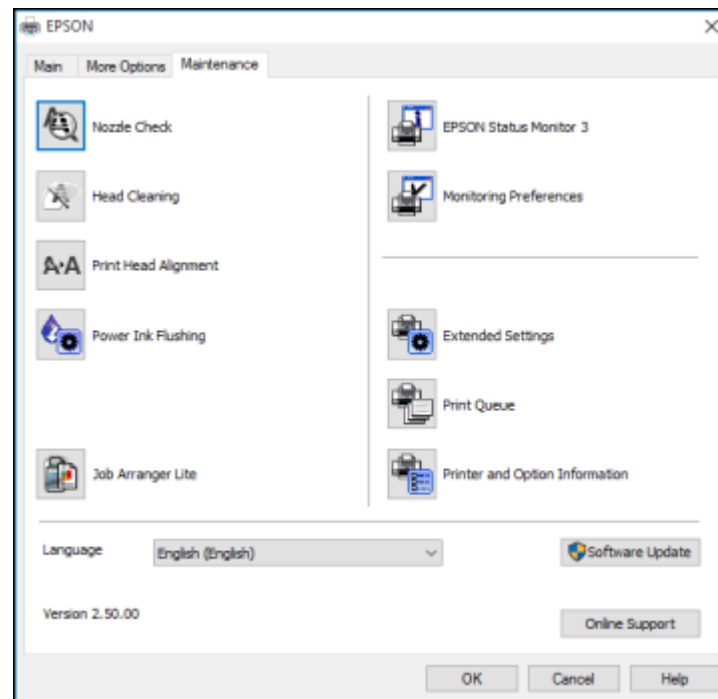 EPSON
Main More Options Maintenance
Nozzle Check
Head Cleaning
A·A Print Head Alignment
Power Ink Flushing
Job Arranger Lite
EPSON Status Monitor 3
Monitoring Preferences
Extended Settings
Print Queue
Printer and Option Information
Language English (English) Software Update
Version 2.50.00 Online Support
OK Cancel Help